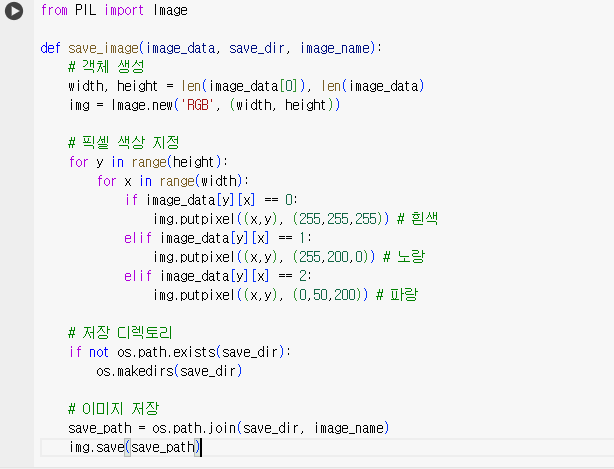 from PIL import Image
def save_image(image_data, save_dir, image_name):
# 객체 생성
width, height = len(image_data[0]), len(image_data)
img = Image.new('RGB', (width, height))
# 픽셀 색상 지정
for y in range(height):
for x in range(width):
if image_data[y][x] == 0:
img.putpixel((x,y), (255,255,255)) # 흰색
elif image_data[y][x] == 1:
img.putpixel((x,y), (255,200,0)) # 노랑
elif image_data[y][x] == 2:
img.putpixel((x,y), (0,50,200)) # 파랑
# 저장 디렉토리
if not os.path.exists(save_dir):
os.makedirs(save_dir)
# 이미지 저장
save_path = os.path.join(save_dir, image_name)
img.save(save_path)